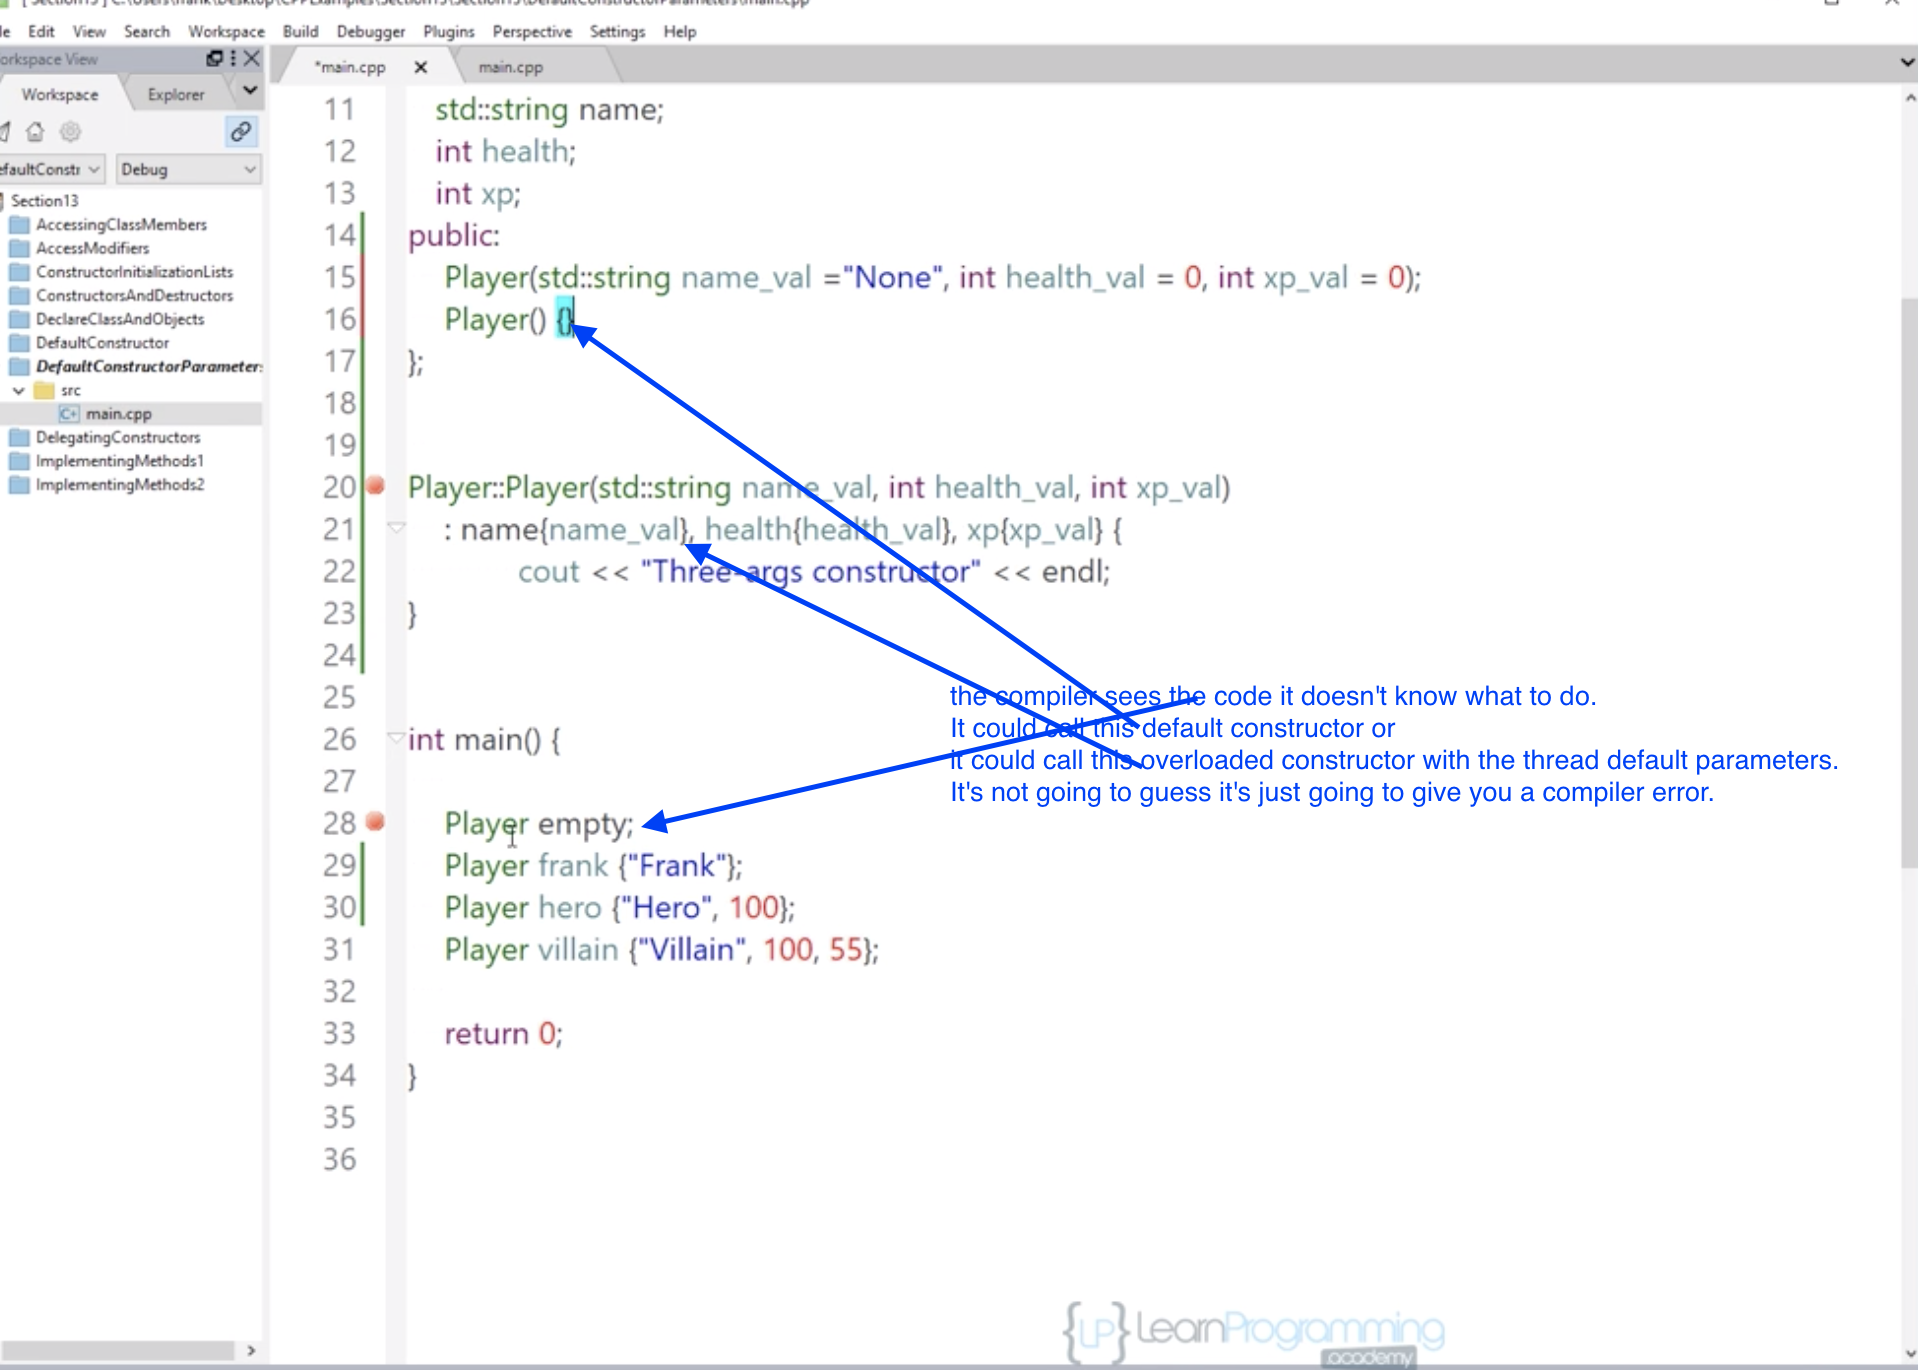 Edit View Search Workspace Build Debugger Plugins Perspective Settings Help
Workspace View
*main.cpp main.cpp
Workspace Explorer
Debug
Section13
AccessingClassMembers
AccessModifiers
ConstructorInitializationLists
ConstructorsAndDestructors
DeclareClassAndObjects
DefaultConstructor
DefaultConstructorParameter
src
main.cpp
DelegatingConstructors
ImplementingMethods1
ImplementingMethods2
11 std::string name;
12 int health;
13 int xp;
14 public:
15 Player(std::string name_val ="None", int health_val = 0, int xp_val = 0);
16 Player() {}
17 };
18
19
20 Player::Player(std::string name_val, int health_val, int xp_val)
21 : name{name_val}, health{health_val}, xp{xp_val} {
22 cout << "Three-args constructor" << endl;
23 }
24
25
26 int main() {
27
28 Player empty;
29 Player frank {"Frank"};
30 Player hero {"Hero", 100};
31 Player villain {"Villain", 100, 55};
32
33 return 0;
34 }
35
36
the compiler sees the code it doesn't know what to do.
It could call this default constructor or
it could call this overloaded constructor with the thread default parameters.
It's not going to guess it's just going to give you a compiler error.
{LP} LearnProgramming
academy